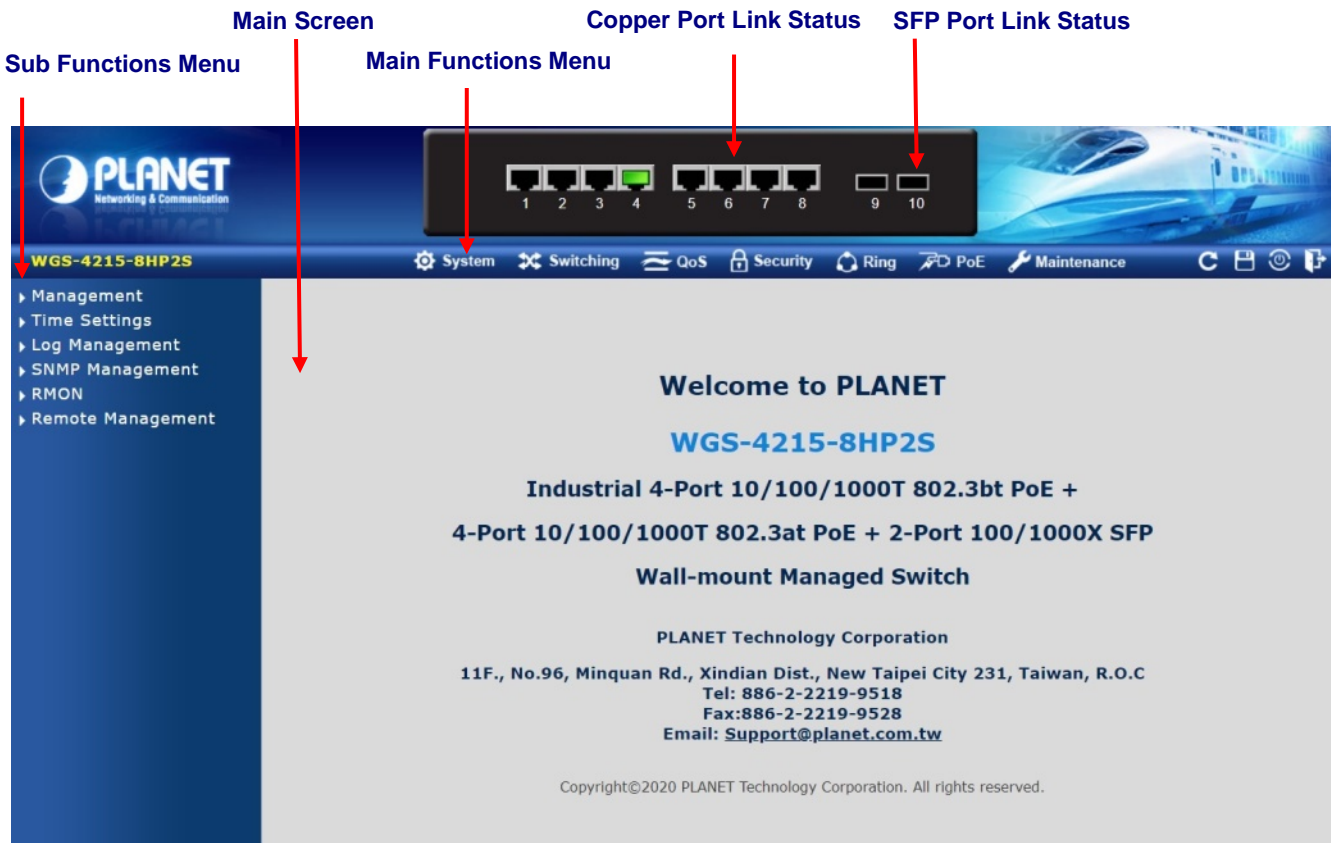 Main Screen
Copper Port Link Status
SFP Port Link Status
Sub Functions Menu
Main Functions Menu
PLANET
Networking & Communication
1 2 3 4 5 6 7 8 9 10
WGS-4215-8HP2S
System Switching QoS Security Ring PoE Maintenance
Management
Time Settings
Log Management
SNMP Management
RMON
Remote Management
Welcome to PLANET
WGS-4215-8HP2S
Industrial 4-Port 10/100/1000T 802.3bt PoE +
4-Port 10/100/1000T 802.3at PoE + 2-Port 100/1000X SFP
Wall-mount Managed Switch
PLANET Technology Corporation
11F., No.96, Minquan Rd., Xindian Dist., New Taipei City 231, Taiwan, R.O.C
Tel: 886-2-2219-9518
Fax:886-2-2219-9528
Email: Support@planet.com.tw
Copyright©2020 PLANET Technology Corporation. All rights reserved.